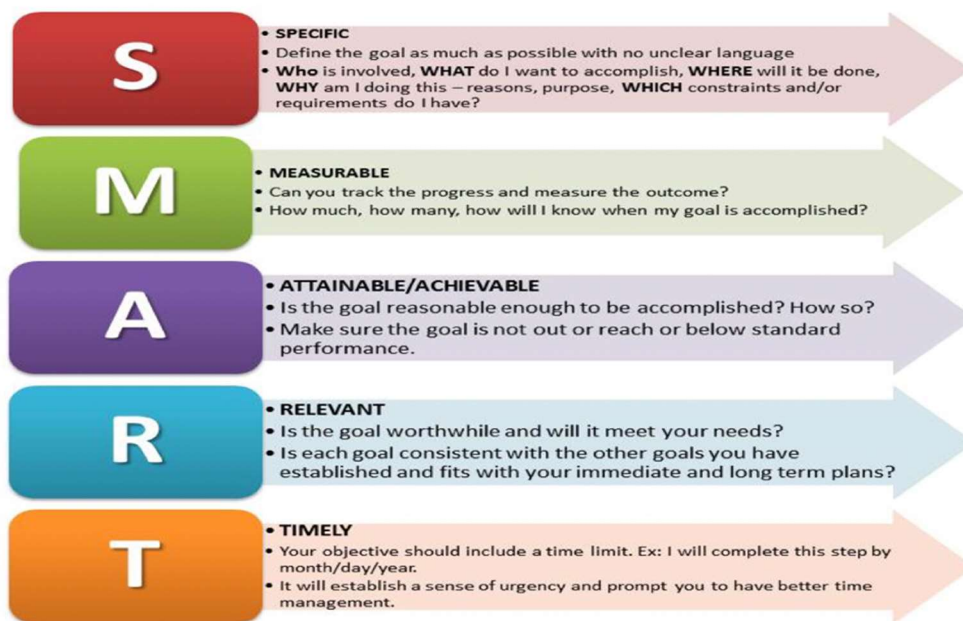 S
• SPECIFIC
• Define the goal as much as possible with no unclear language
• Who is involved, WHAT do I want to accomplish, WHERE will it be done,
WHY am I doing this – reasons, purpose, WHICH constraints and/or
requirements do I have?
M
• MEASURABLE
• Can you track the progress and measure the outcome?
• How much, how many, how will I know when my goal is accomplished?
A
• ATTAINABLE/ACHIEVABLE
• Is the goal reasonable enough to be accomplished? How so?
• Make sure the goal is not out or reach or below standard
performance.
R
• RELEVANT
• Is the goal worthwhile and will it meet your needs?
• Is each goal consistent with the other goals you have
established and fits with your immediate and long term plans?
T
• TIMELY
• Your objective should include a time limit. Ex: I will complete this step by
month/day/year.
• It will establish a sense of urgency and prompt you to have better time
management.